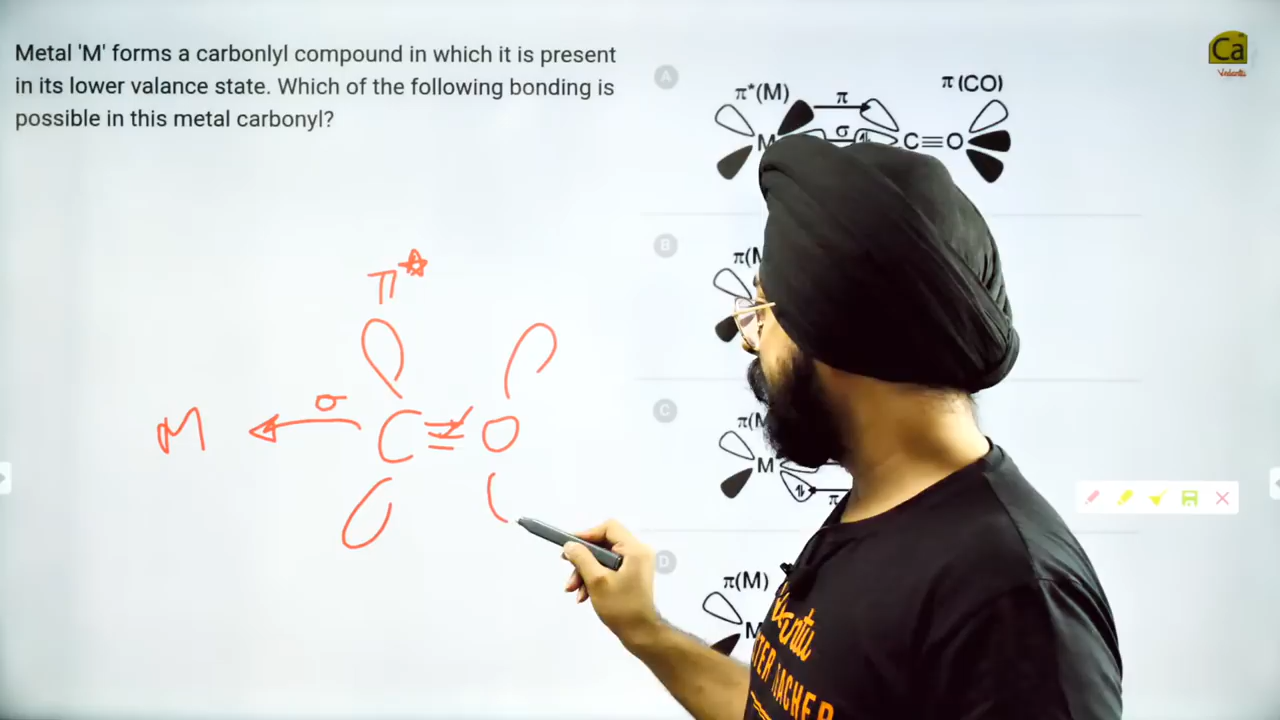 Metal 'M' forms a carbonlyl compound in which it is present
in its lower valance state. Which of the following bonding is
possible in this metal carbonyl?
Ca
Vedantu
A
π*(M)
π
π(CO)
M
σ
C≡O
B
C
M
π
D
π(M)
π*
σ
M
C≡O